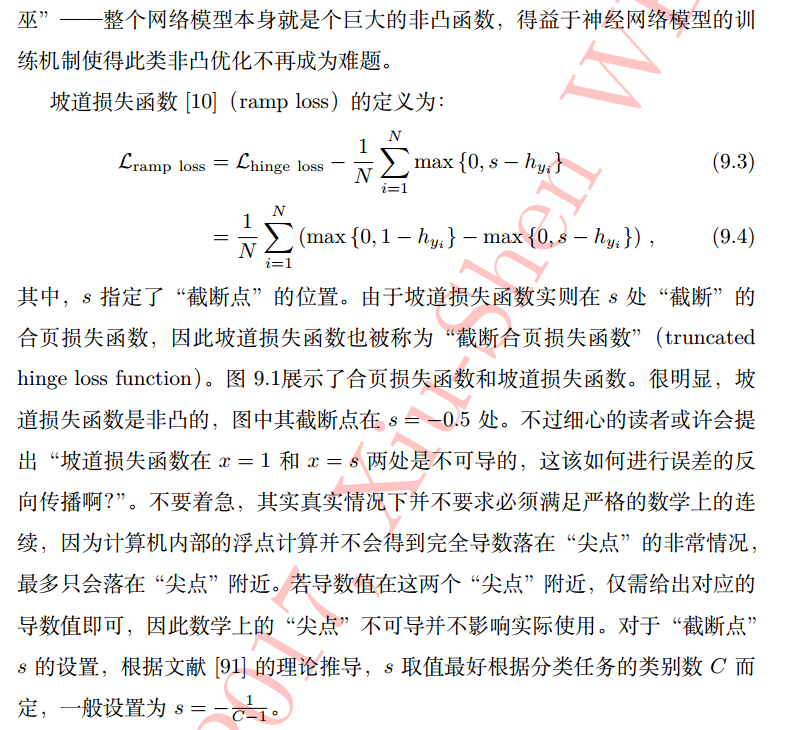 巫”——整个网络模型本身就是个巨大的非凸函数，得益于神经网络模型的训
练机制使得此类非凸优化不再成为难题。
坡道损失函数 [10]（ramp loss）的定义为：
ℒ_{ramp loss} = ℒ_{hinge loss} − \frac{1}{N} \sum_{i=1}^{N} max {0, s − h_{y_i}} (9.3)
= \frac{1}{N} \sum_{i=1}^{N} (max {0, 1 − h_{y_i}} − max {0, s − h_{y_i}}) , (9.4)
其中，s 指定了“截断点”的位置。由于坡道损失函数实则在 s 处“截断”的
合页损失函数，因此坡道损失函数也被称为“截断合页损失函数”（truncated
hinge loss function）。图 9.1展示了合页损失函数和坡道损失函数。很明显，坡
道损失函数是非凸的，图中其截断点在 s = −0.5 处。不过细心的读者或许会提
出“坡道损失函数在 x = 1 和 x = s 两处是不可导的，这该如何进行误差的反
向传播啊？”。不要着急，其实真实情况下并不要求必须满足严格的数学上的连
续，因为计算机内部的浮点计算并不会得到完全导数落在“尖点”的非常情况，
最多只会落在“尖点”附近。若导数值在这两个“尖点”附近，仅需给出对应的
导数值即可，因此数学上的“尖点”不可导并不影响实际使用。对于“截断点”
s 的设置，根据文献 [91] 的理论推导，s 取值最好根据分类任务的类别数 C 而
定，一般设置为 s = −\frac{1}{C−1}。
2017, Xiu-Shen